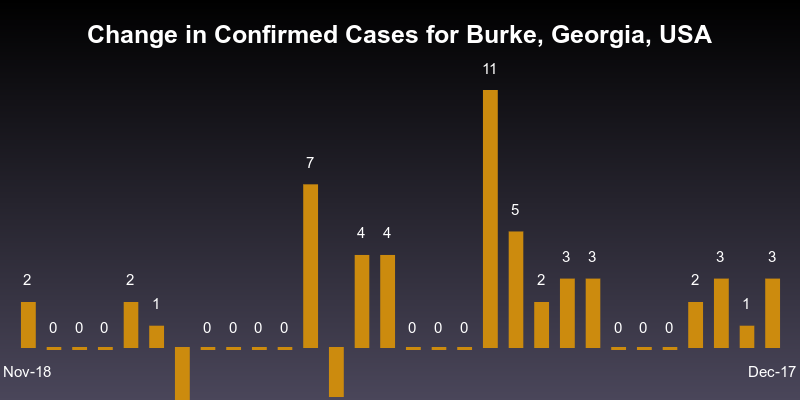 Change in Confirmed Cases for Burke, Georgia, USA
11
7
5
4 4
3 3 3 3
2 2 2 2
1 1
0 0 0 0 0 0 0 0 0 0 0 0 0
Nov-18 Dec-17